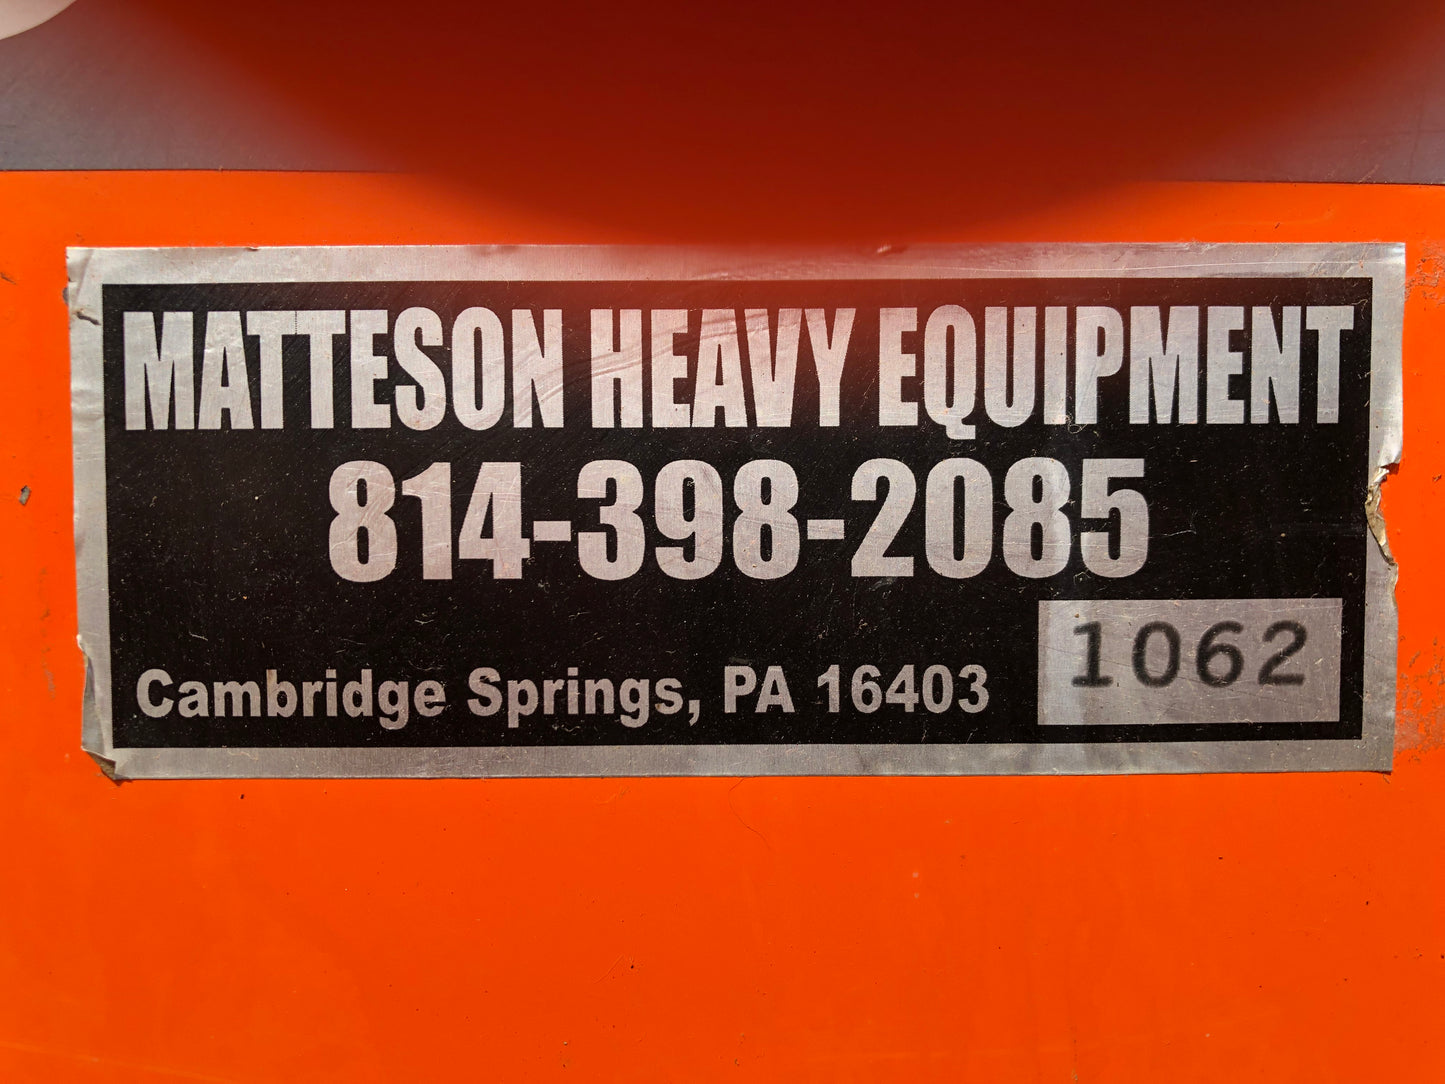 MATTESON HEAVY EQUIPMENT
814-398-2085
1062
Cambridge Springs, PA 16403